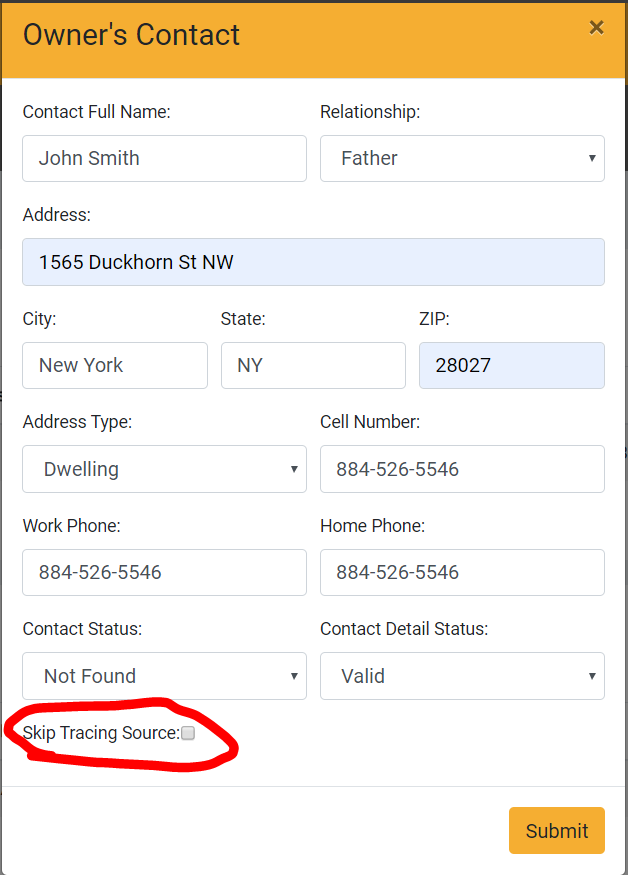 Owner's Contact ×
Contact Full Name: Relationship:
John Smith Father
Address:
1565 Duckhorn St NW
City: State: ZIP:
New York NY 28027
Address Type: Cell Number:
Dwelling 884-526-5546
Work Phone: Home Phone:
884-526-5546 884-526-5546
Contact Status: Contact Detail Status:
Not Found Valid
Skip Tracing Source:
Submit